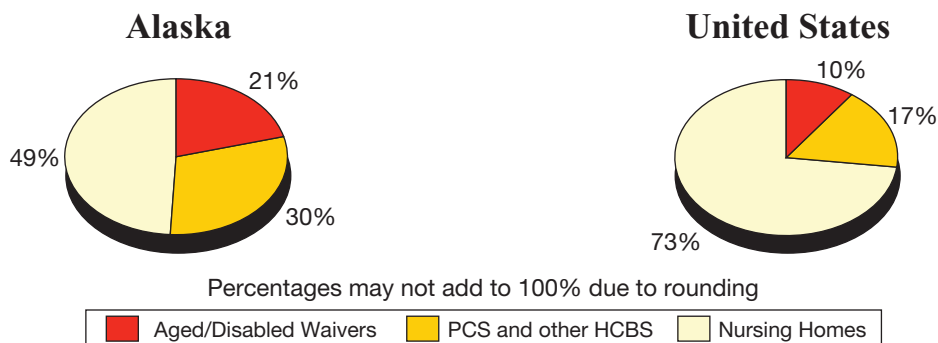 Alaska
21%
49%
30%
United States
10%
17%
73%
Percentages may not add to 100% due to rounding
Aged/Disabled Waivers PCS and other HCBS Nursing Homes